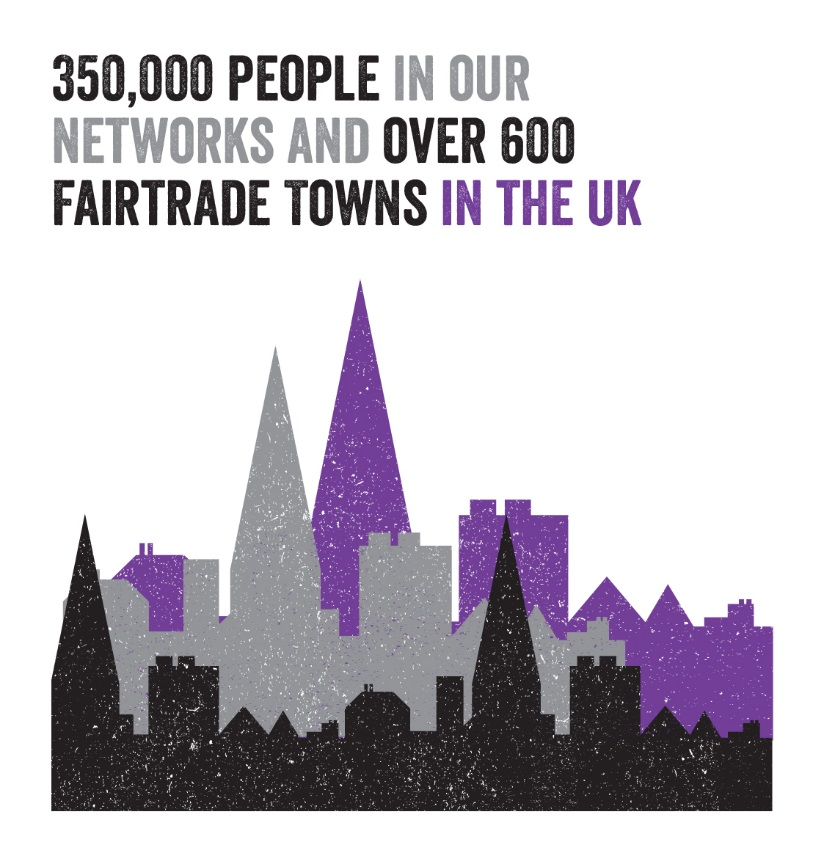 350,000 PEOPLE IN OUR
NETWORKS AND OVER 600
FAIRTRADE TOWNS IN THE UK